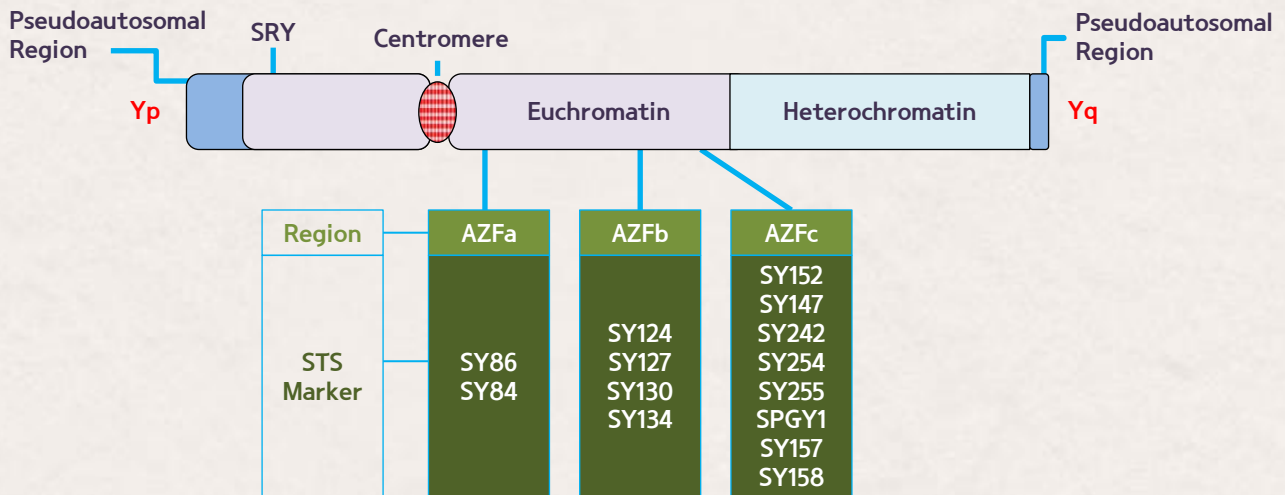 Pseudoautosomal
Region
SRY
Centromere
Pseudoautosomal
Region
Yp
Euchromatin
Heterochromatin
Yq
Region
AZFa
AZFb
AZFc
STS
Marker
SY86
SY84
SY124
SY127
SY130
SY134
SY152
SY147
SY242
SY254
SY255
SPGY1
SY157
SY158